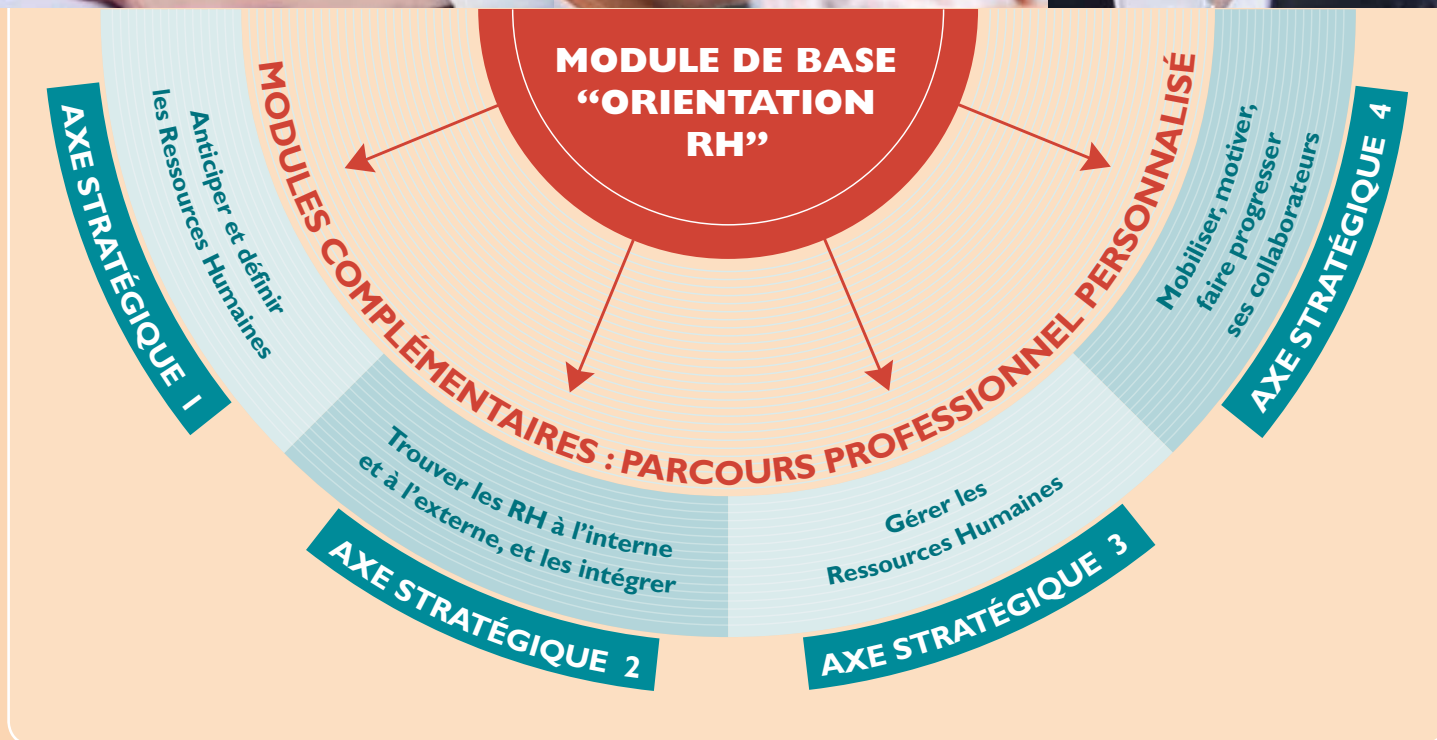 MODULE DE BASE
“ORIENTATION
RH”
MODULES COMPLÉMENTAIRES : PARCOURS PROFESSIONNEL PERSONNALISÉ
AXE STRATÉGIQUE 1
Anticiper et définir
les Ressources Humaines
AXE STRATÉGIQUE 2
Trouver les RH à l’interne
et à l’externe, et les intégrer
AXE STRATÉGIQUE 3
Gérer les
Ressources Humaines
AXE STRATÉGIQUE 4
Mobiliser, motiver,
faire progresser
ses collaborateurs